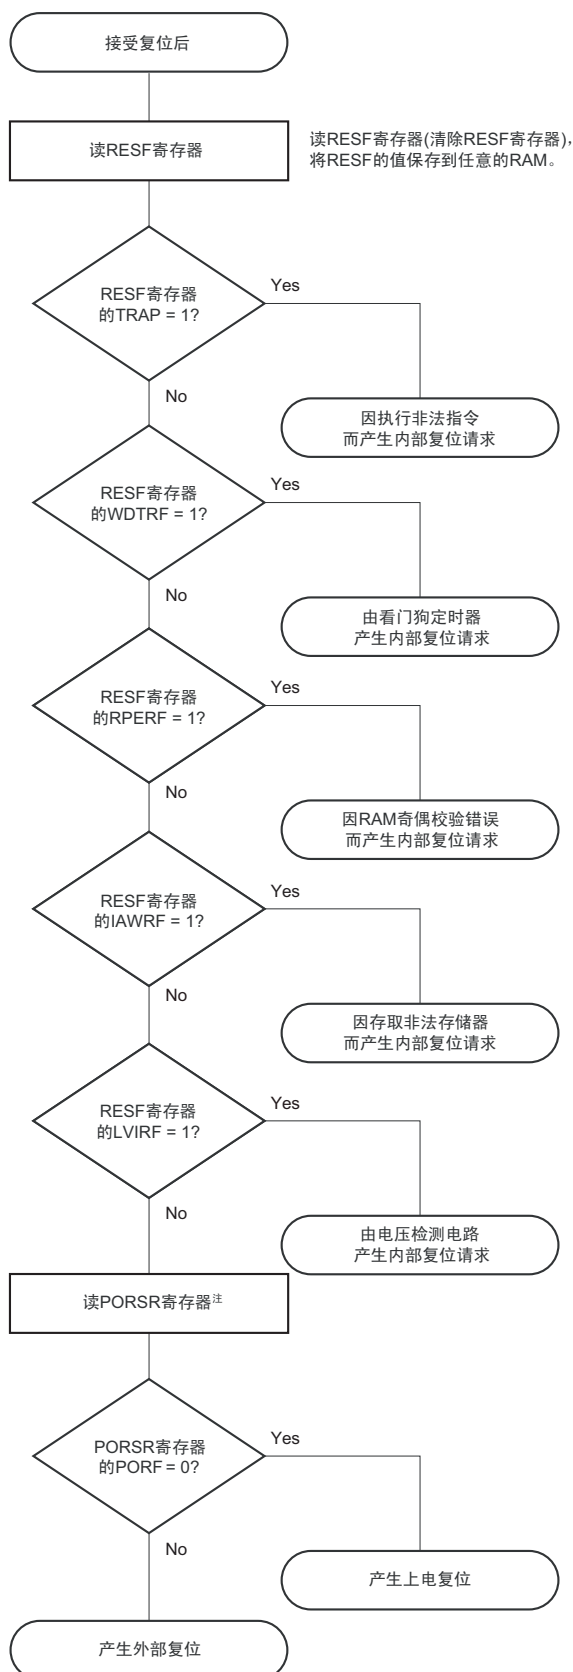 接受复位后
读RESF寄存器
读RESF寄存器(清除RESF寄存器),
将RESF的值保存到任意的RAM。
RESF寄存器
的TRAP = 1?
Yes
No
因执行非法指令
而产生内部复位请求
RESF寄存器
的WDTRF = 1?
Yes
No
由看门狗定时器
产生内部复位请求
RESF寄存器
的RPERF = 1?
Yes
No
因RAM奇偶校验错误
而产生内部复位请求
RESF寄存器
的IAWRF = 1?
Yes
No
因存取非法存储器
而产生内部复位请求
RESF寄存器
的LVIRF = 1?
Yes
No
由电压检测电路
产生内部复位请求
读PORSR寄存器注
PORSR寄存器
的PORF = 0?
Yes
No
产生上电复位
产生外部复位